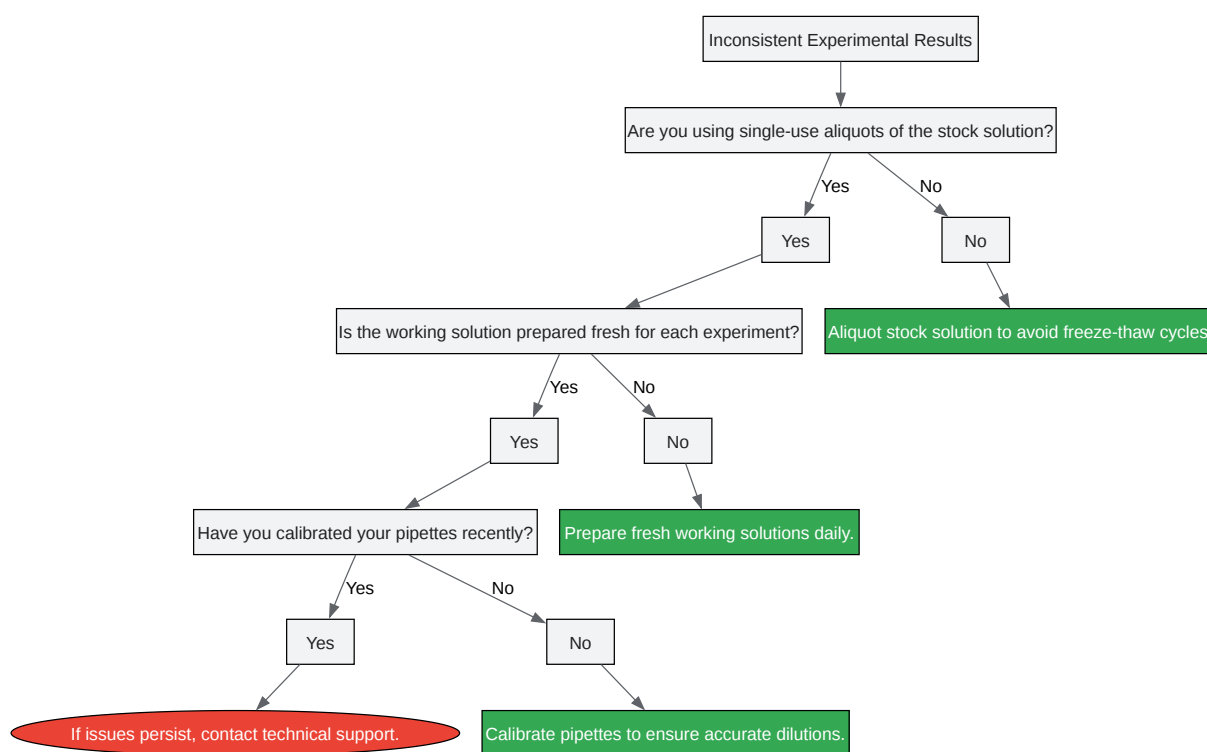 Inconsistent Experimental Results
Are you using single-use aliquots of the stock solution?
Yes
No
Yes
No
Is the working solution prepared fresh for each experiment?
Aliquot stock solution to avoid freeze-thaw cycles
Yes
No
Yes
No
Have you calibrated your pipettes recently?
Prepare fresh working solutions daily.
Yes
No
Yes
No
If issues persist, contact technical support.
Calibrate pipettes to ensure accurate dilutions.